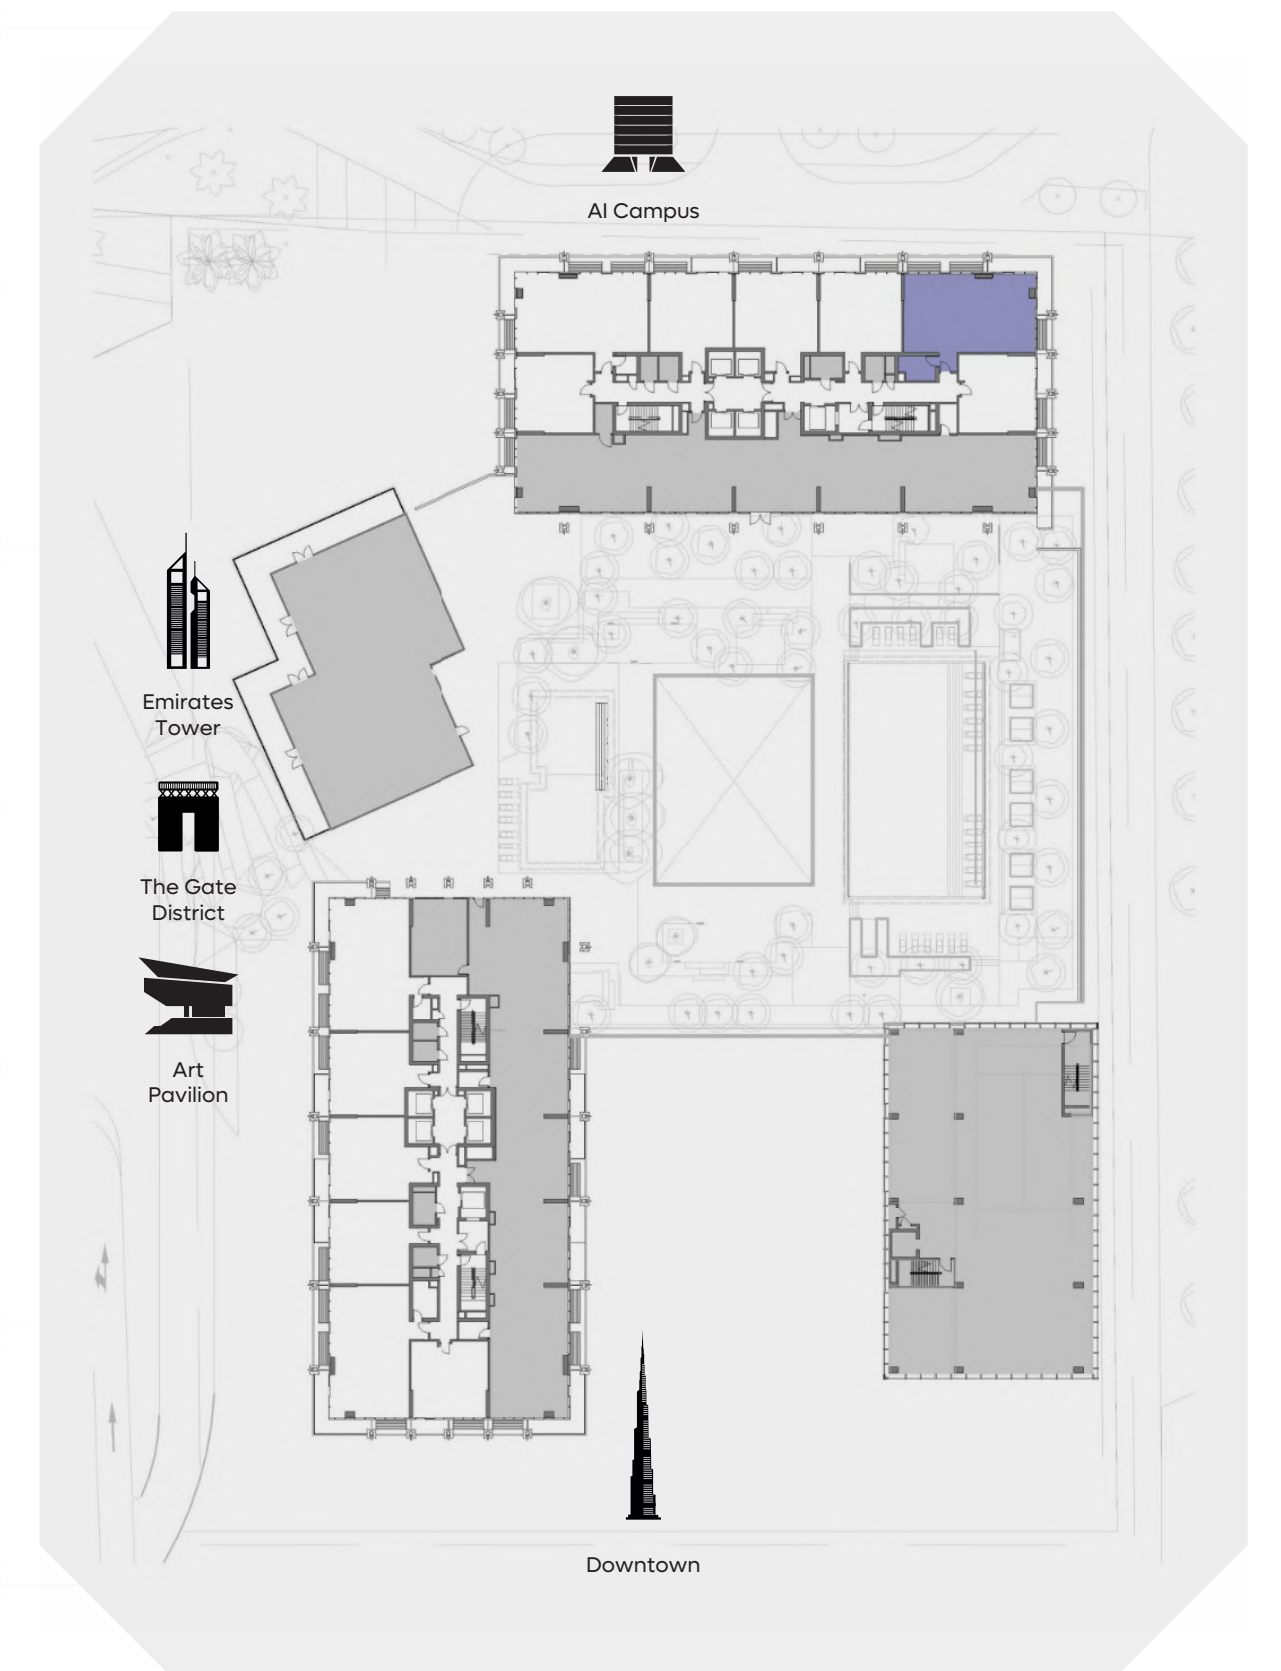 AI Campus
Emirates
Tower
The Gate
District
Art
Pavilion
Downtown